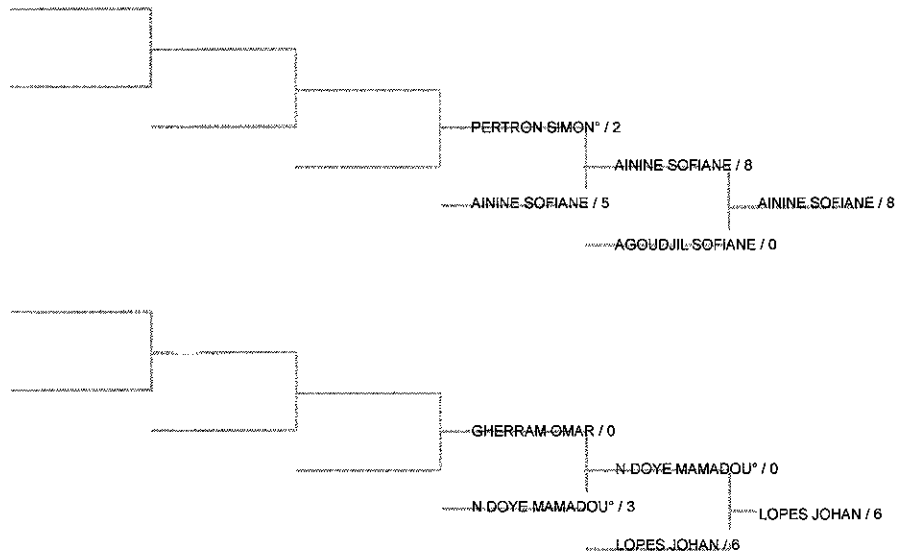 PERTRON SIMON° / 2
AININE SOFIANE / 8
AININE SOFIANE / 5
AININE SOFIANE / 8
AGOUDJIL SOFIANE / 0
GHERRAM OMAR / 0
N DOYE MAMADOU° / 0
N DOYE MAMADOU° / 3
LOPES JOHAN / 6
LOPES JOHAN / 6